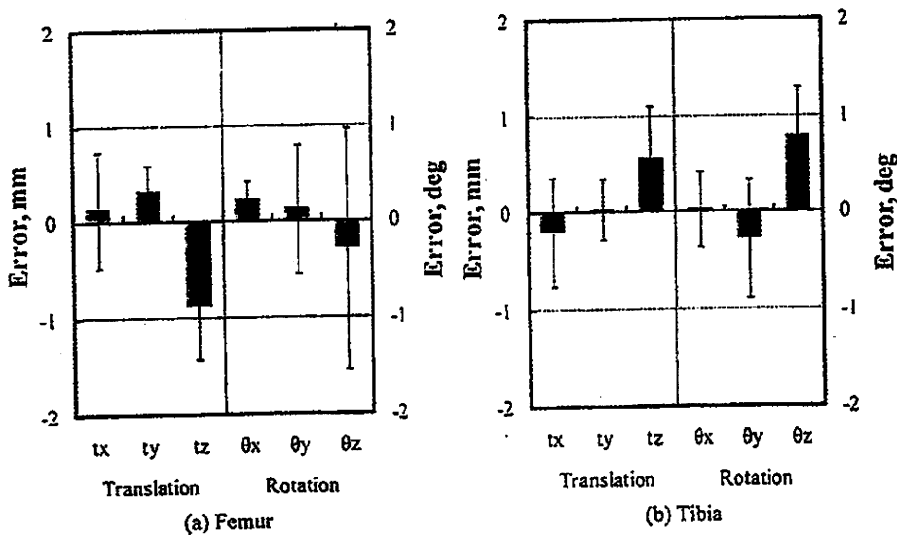 2 2
1 1
0 0
-1 -1
-2 -2
Error, mm
Error, deg
tx ty tz θx θy θz
Translation Rotation
(a) Femur
2 2
1 1
0 0
-1 -1
-2 -2
Error, mm
Error, deg
tx ty tz θx θy θz
Translation Rotation
(b) Tibia